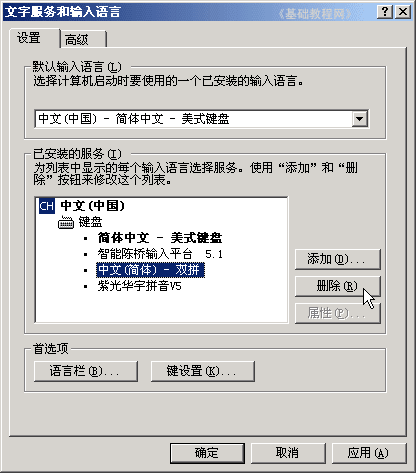 文字服务和输入语言
《基础教程网》
设置
高级
默认输入语言(L)
选择计算机启动时要使用的一个已安装的输入语言。
中文(中国) - 简体中文 - 美式键盘
已安装的服务(I)
为列表中显示的每个输入语言选择服务。使用“添加”和“删
除”按钮来修改这个列表。
CH 中文(中国)
键盘
· 简体中文 - 美式键盘
· 智能陈桥输入平台 5.1
· 中文(简体) - 双拼
· 紫光华宇拼音V5
添加(D)...
删除(R)
属性(P)...
首选项
语言栏(B)...
键设置(K)...
确定
取消
应用(A)